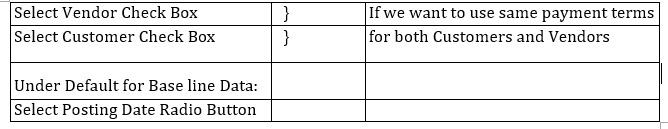 Select Vendor Check Box } If we want to use same payment terms
Select Customer Check Box } for both Customers and Vendors
Under Default for Base line Data:
Select Posting Date Radio Button